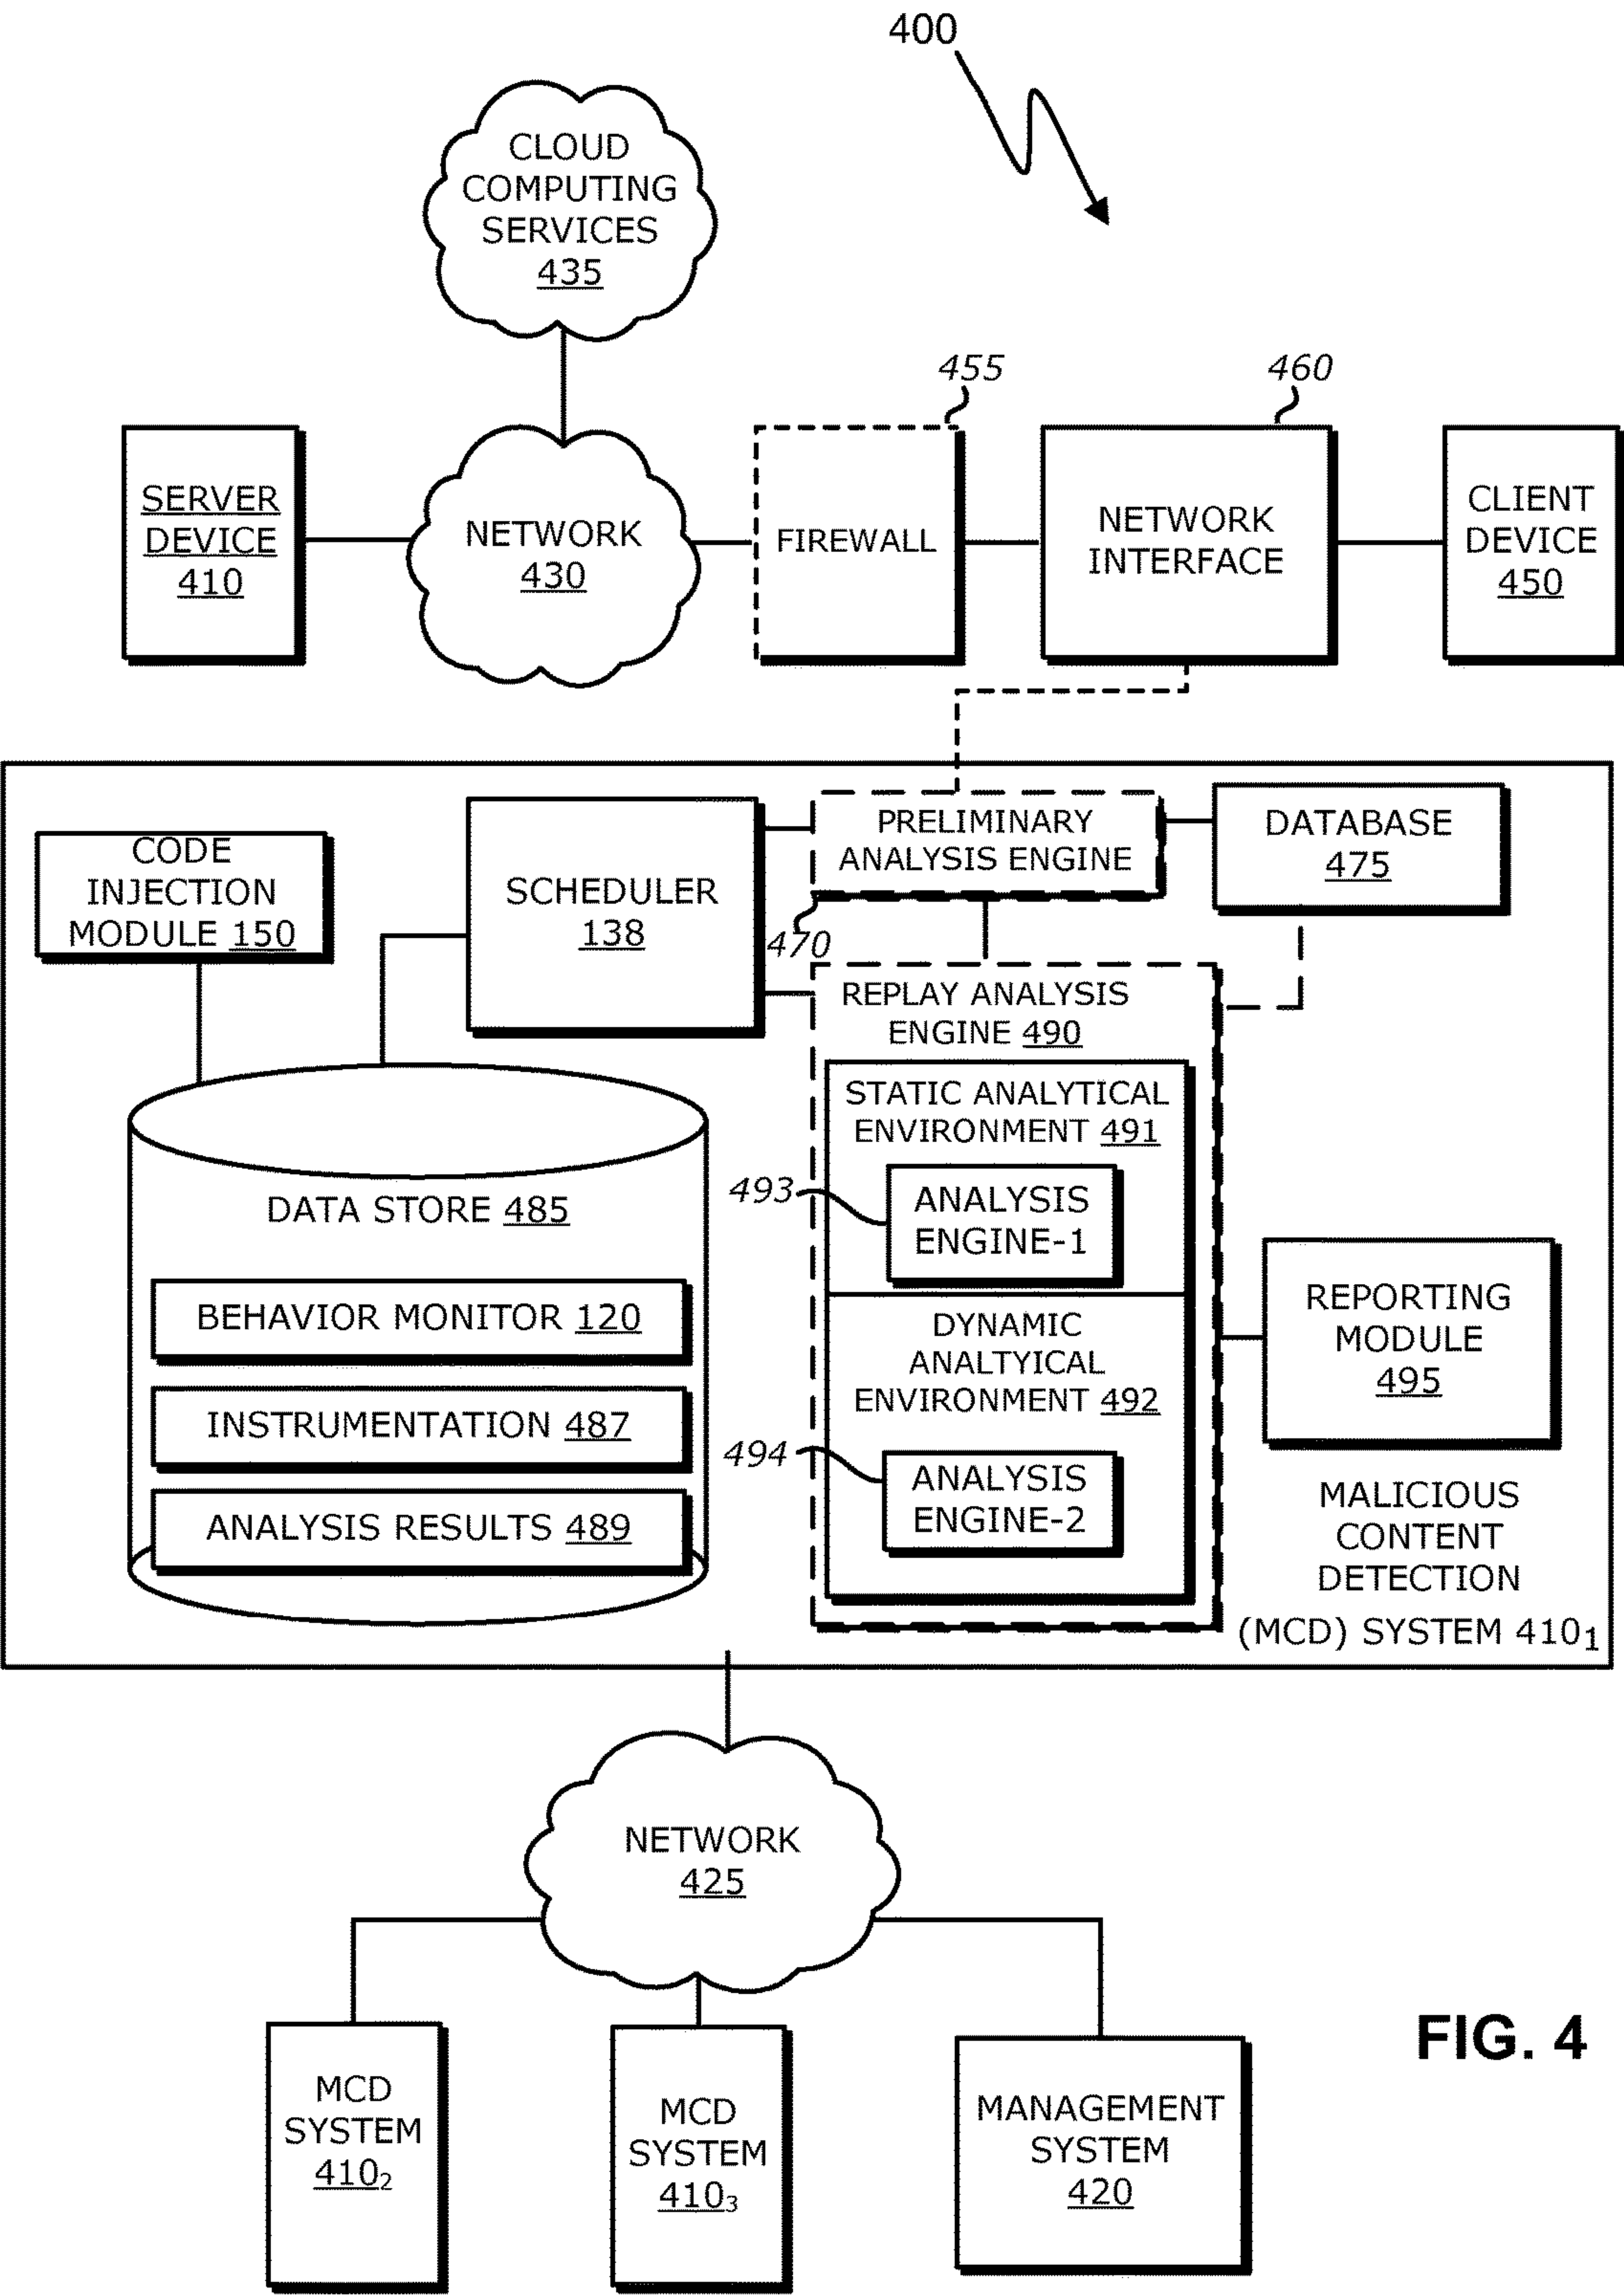 400
CLOUD
COMPUTING
SERVICES
435
455
460
SERVER
DEVICE
410
NETWORK
430
FIREWALL
NETWORK
INTERFACE
CLIENT
DEVICE
450
CODE
INJECTION
MODULE 150
SCHEDULER
138
PRELIMINARY
ANALYSIS ENGINE
470
DATABASE
475
REPLAY ANALYSIS
ENGINE 490
STATIC ANALYTICAL
ENVIRONMENT 491
493
ANALYSIS
ENGINE-1
DATA STORE 485
BEHAVIOR MONITOR 120
INSTRUMENTATION 487
ANALYSIS RESULTS 489
DYNAMIC
ANALTYICAL
ENVIRONMENT 492
494
ANALYSIS
ENGINE-2
REPORTING
MODULE
495
MALICIOUS
CONTENT
DETECTION
(MCD) SYSTEM 410₁
NETWORK
425
MCD
SYSTEM
410₂
MCD
SYSTEM
410₃
MANAGEMENT
SYSTEM
420
FIG. 4